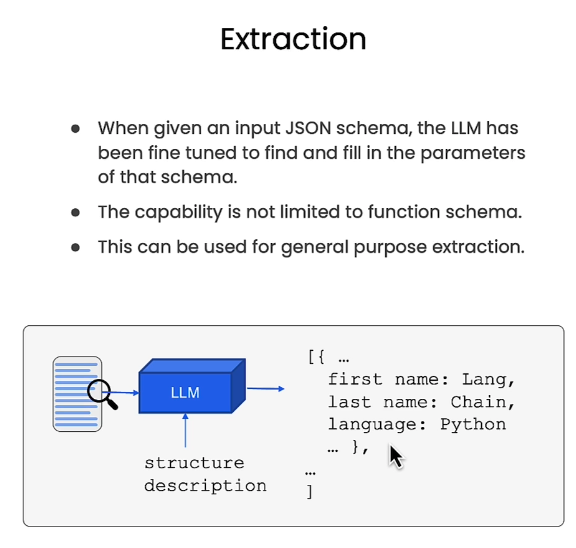 Extraction
● When given an input JSON schema, the LLM has
been fine tuned to find and fill in the parameters
of that schema.
● The capability is not limited to function schema.
● This can be used for general purpose extraction.
LLM
structure
description
[{ …
first name: Lang,
last name: Chain,
language: Python
… },
…
]